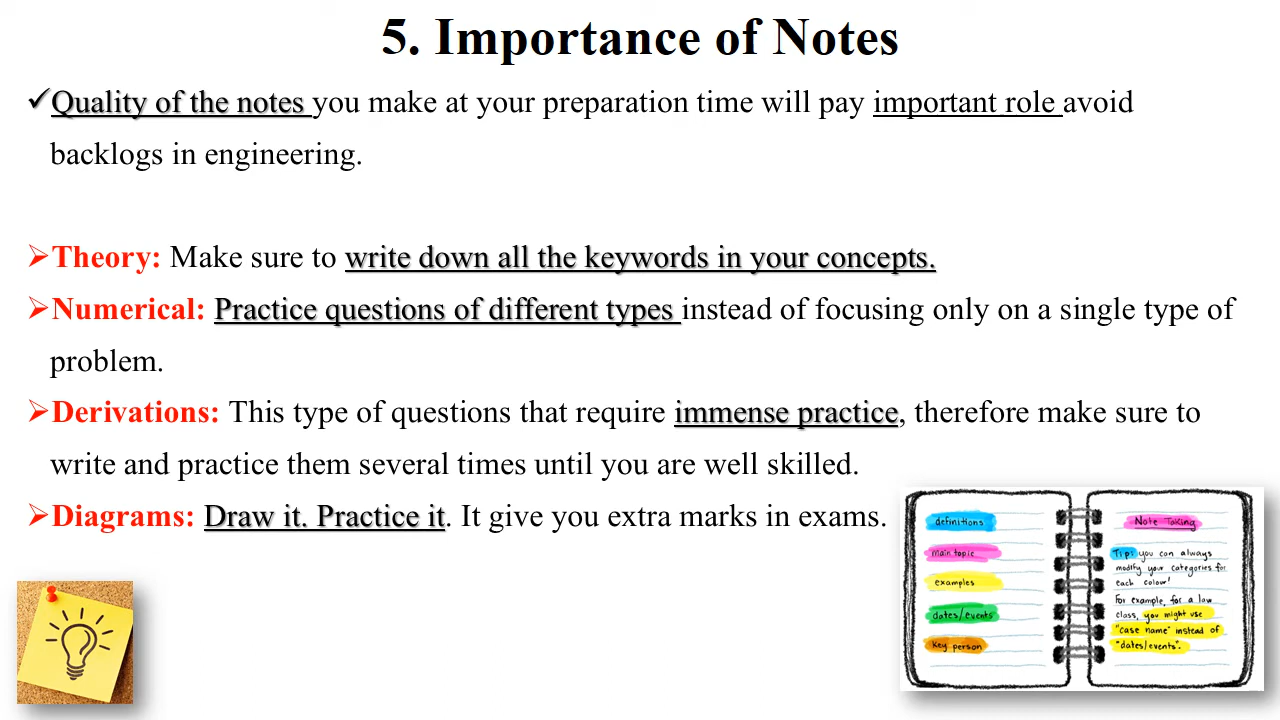 5. Importance of Notes
✓Quality of the notes you make at your preparation time will pay important role avoid
backlogs in engineering.
➢Theory: Make sure to write down all the keywords in your concepts.
➢Numerical: Practice questions of different types instead of focusing only on a single type of
problem.
➢Derivations: This type of questions that require immense practice, therefore make sure to
write and practice them several times until you are well skilled.
➢Diagrams: Draw it. Practice it. It give you extra marks in exams.
definitions
main topic
examples
dates/events
Key person
Note Taking
Tip: you can always
modify your categories for
each colour!
For example, for a law
class, you might use
"case name" instead of
"dates/events".